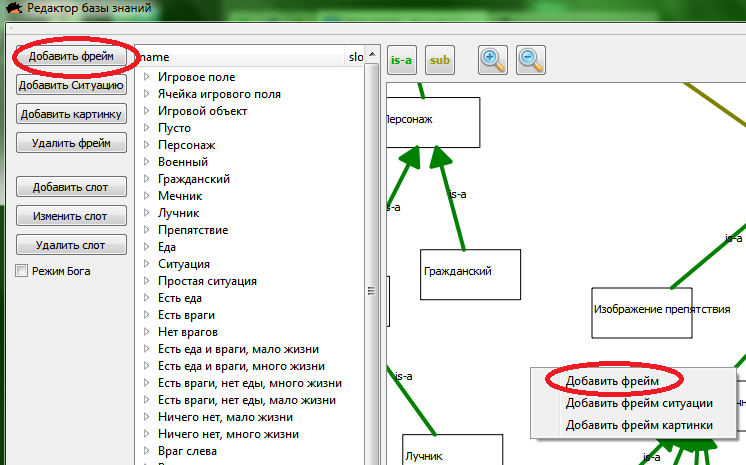 Редактор базы знаний
Добавить фрейм
Добавить Ситуацию
Добавить картинку
Удалить фрейм
Добавить слот
Изменить слот
Удалить слот
Режим Бога
name slo
Игровое поле
Ячейка игрового поля
Игровой объект
Пусто
Персонаж
Военный
Гражданский
Мечник
Лучник
Препятствие
Еда
Ситуация
Простая ситуация
Есть еда
Есть враги
Нет врагов
Есть еда и враги, мало жизни
Есть еда и враги, много жизни
Есть враги, нет еды, много жизни
Есть враги, нет еды, мало жизни
Ничего нет, мало жизни
Ничего нет, много жизни
Враг слева
is-a sub
Персонаж
is-a
is-a
is-a
Гражданский
Изображение препятствия
is-a
Добавить фрейм
Добавить фрейм ситуации
Добавить фрейм картинки
Лучник
is-a